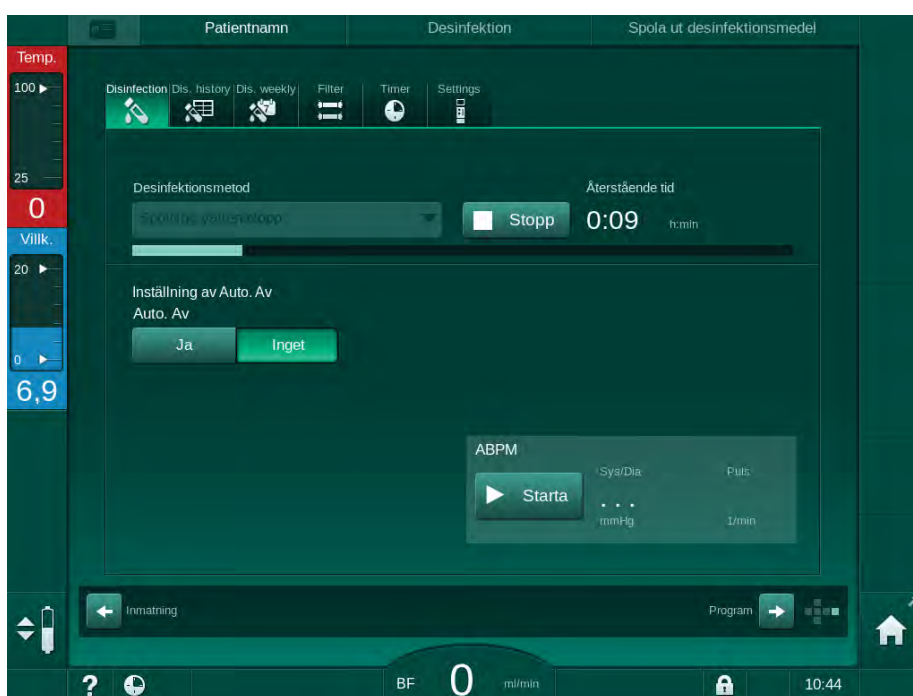 Patientnamn Desinfektion Spola ut desinfektionsmedel
Temp.
100
25
0
Villk.
20
0
6,9
Disinfection Dis. history Dis. weekly Filter Timer Settings
7
Desinfektionsmetod
Stopp
Återstående tid
0:09 h:min
Inställning av Auto. Av
Auto. Av
Ja Inget
ABPM
Starta
Sys/Dia Puls
. . .
mmHg 1/min
Inmatning Program
? BF 0 ml/min 10:44